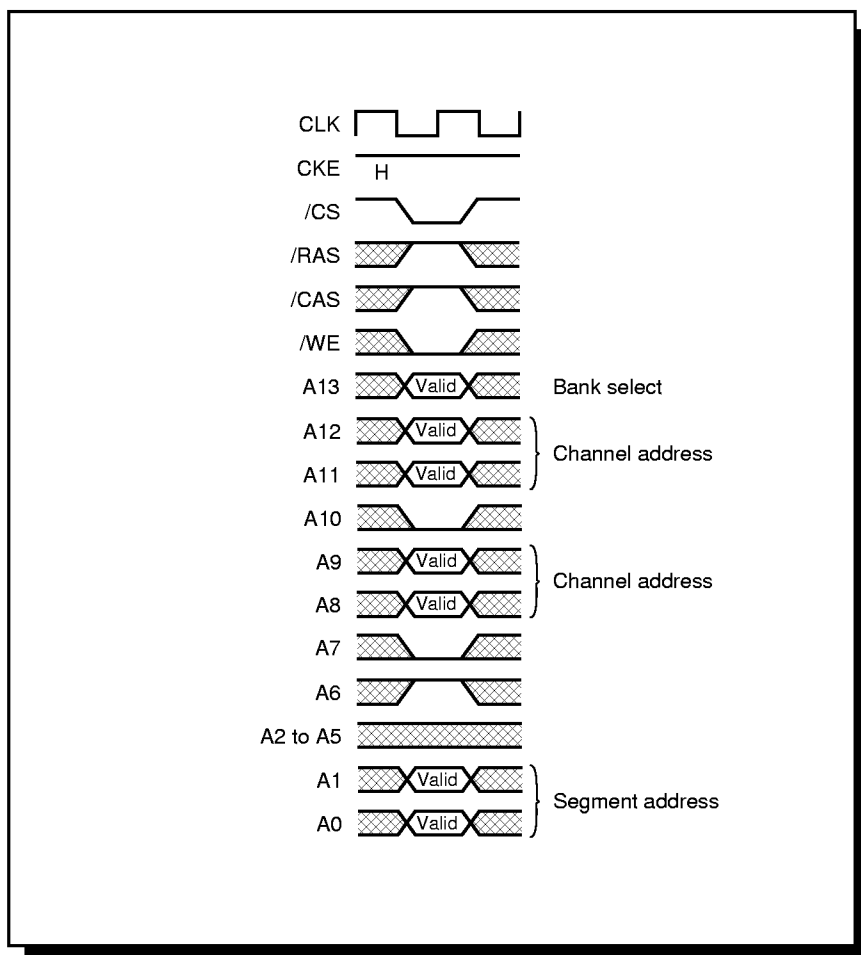 CLK
CKE H
/CS
/RAS
/CAS
/WE
A13 Valid Bank select
A12 Valid
Channel address
A11 Valid
A10
A9 Valid
Channel address
A8 Valid
A7
A6
A2 to A5
A1 Valid
Segment address
A0 Valid